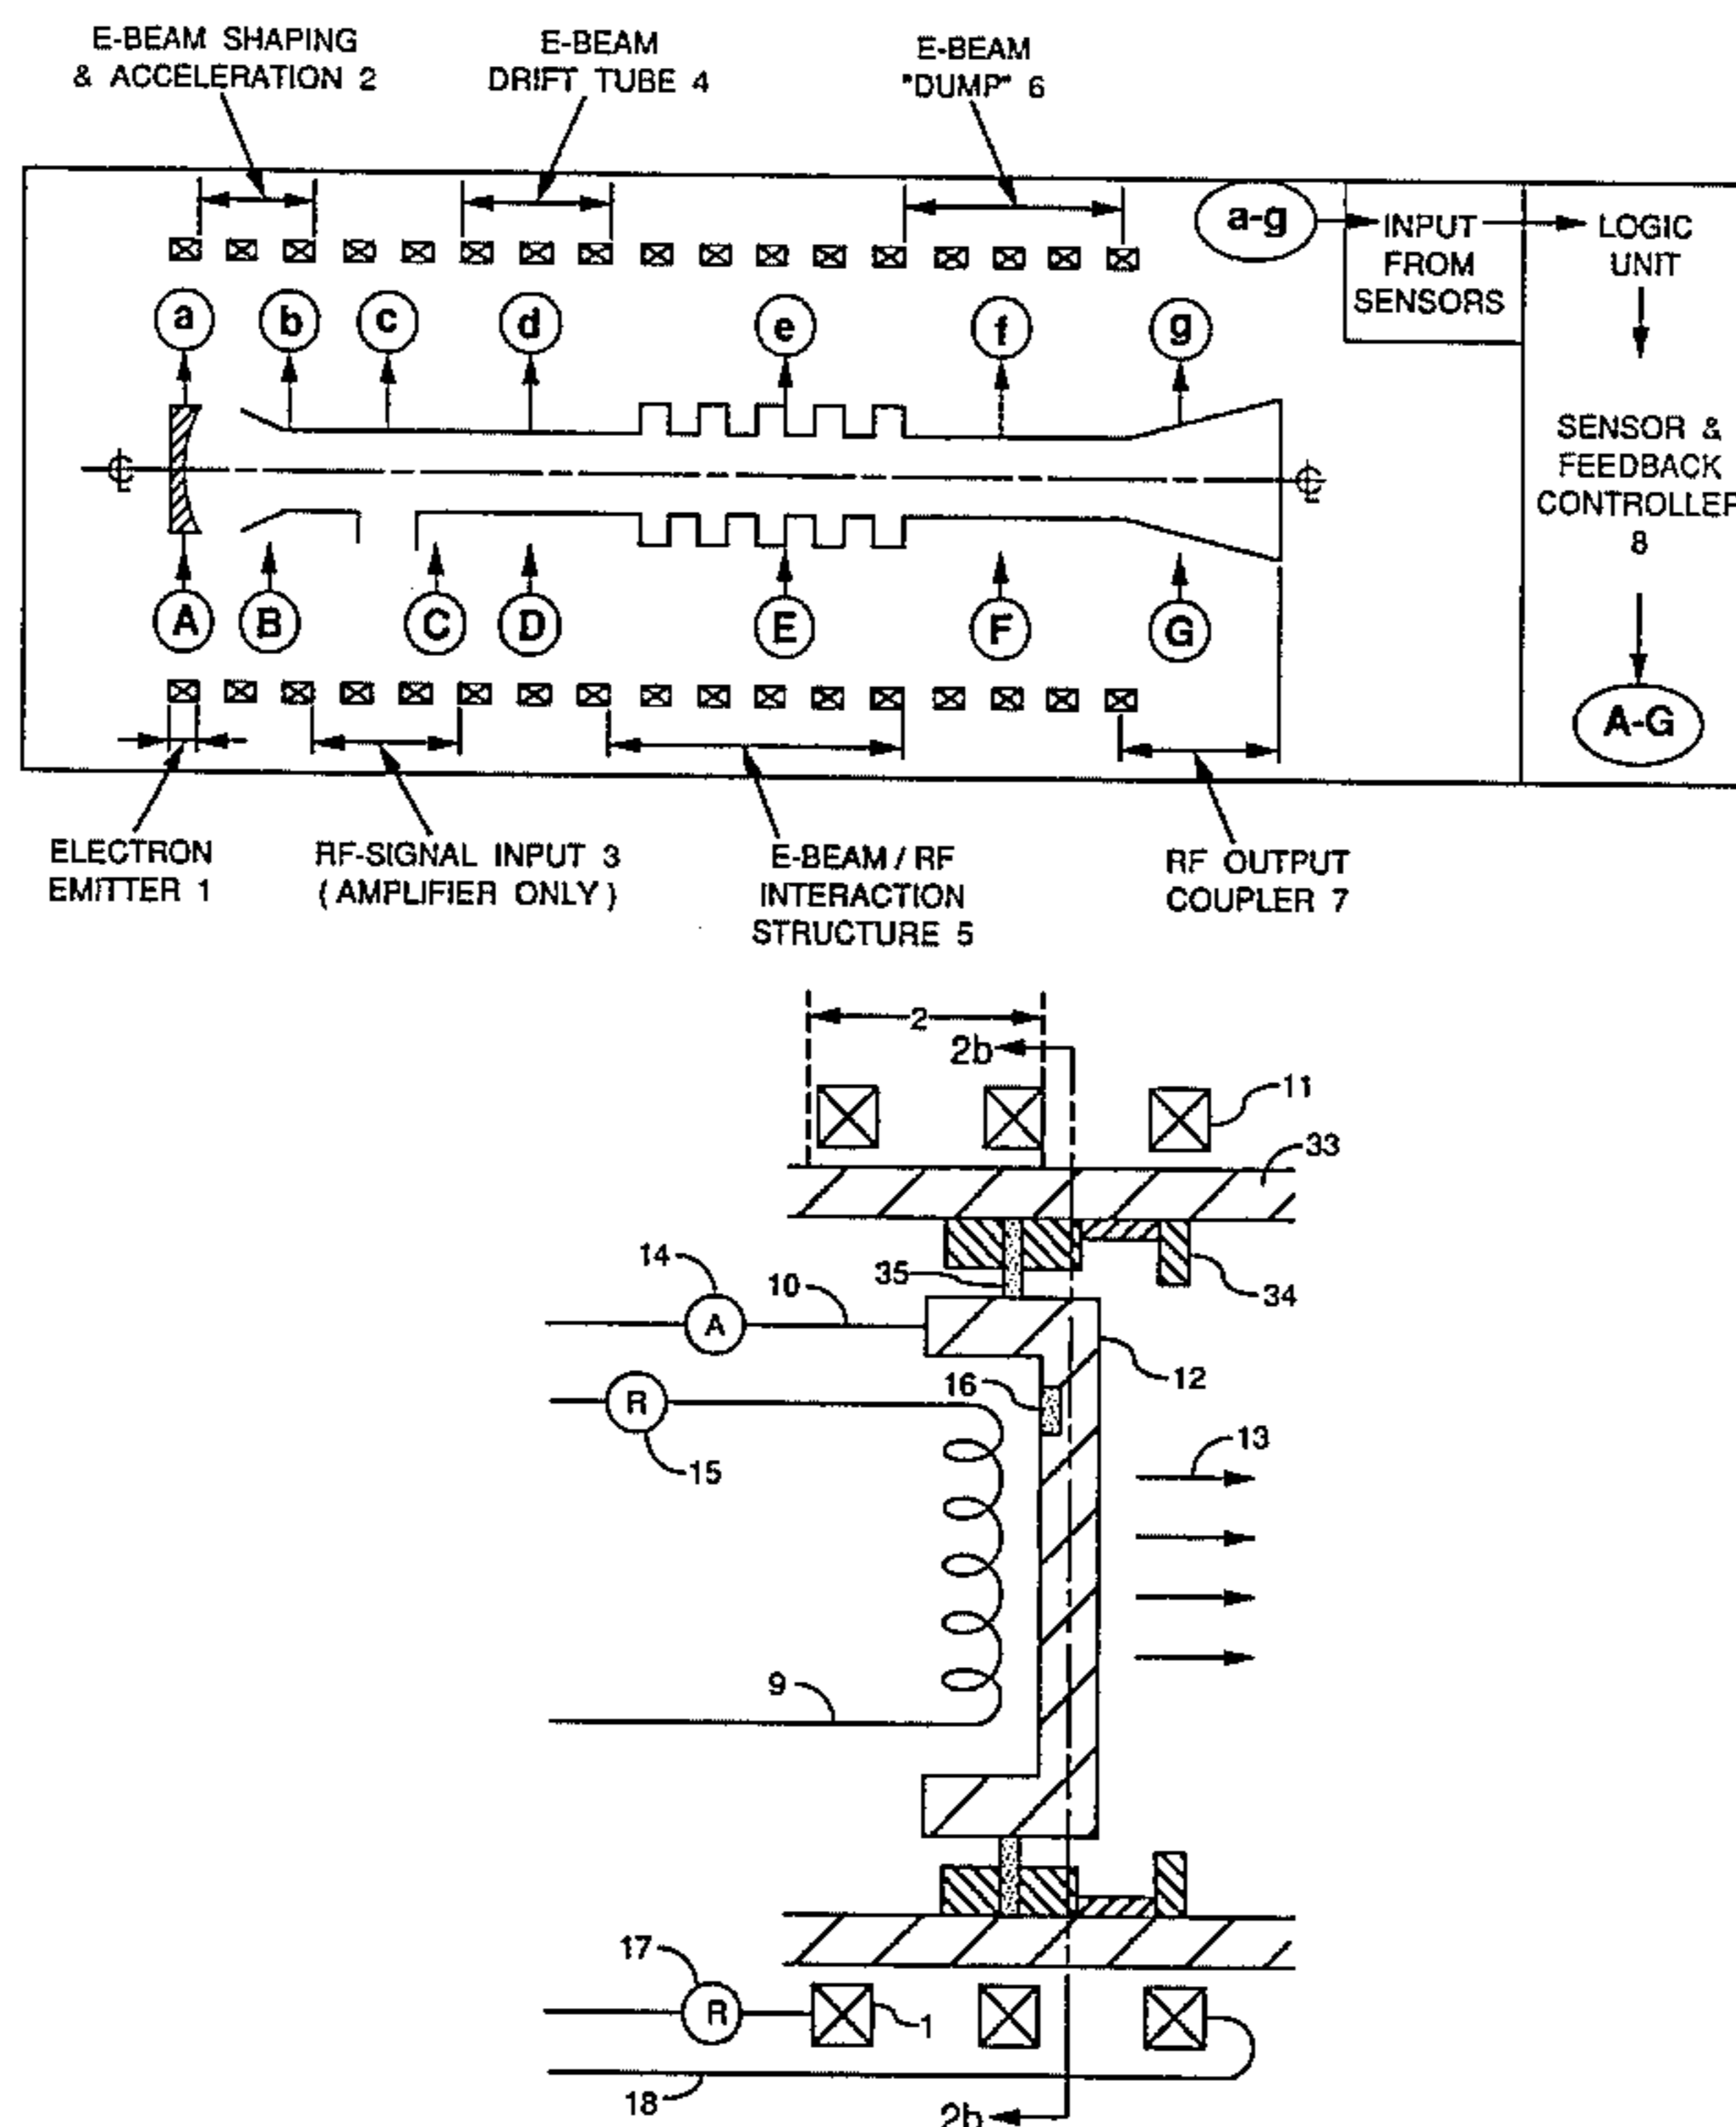 E-BEAM SHAPING
& ACCELERATION 2
E-BEAM
DRIFT TUBE 4
E-BEAM
"DUMP" 6
a-g
INPUT
FROM
SENSORS
LOGIC
UNIT
a
b
c
d
e
f
g
SENSOR &
FEEDBACK
CONTROLLER
8
℄
℄
A
B
C
D
E
F
G
A-G
ELECTRON
EMITTER 1
RF-SIGNAL INPUT 3
(AMPLIFIER ONLY)
E-BEAM / RF
INTERACTION
STRUCTURE 5
RF OUTPUT
COUPLER 7
2
2b
11
33
14
10
35
34
A
12
16
R
13
15
9
17
R
1
18
2b